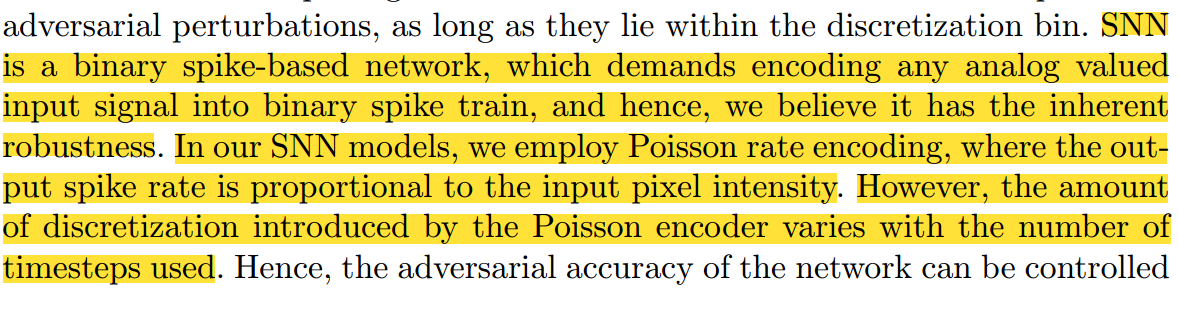 adversarial perturbations, as long as they lie within the discretization bin. SNN
is a binary spike-based network, which demands encoding any analog valued
input signal into binary spike train, and hence, we believe it has the inherent
robustness. In our SNN models, we employ Poisson rate encoding, where the out-
put spike rate is proportional to the input pixel intensity. However, the amount
of discretization introduced by the Poisson encoder varies with the number of
timesteps used. Hence, the adversarial accuracy of the network can be controlled